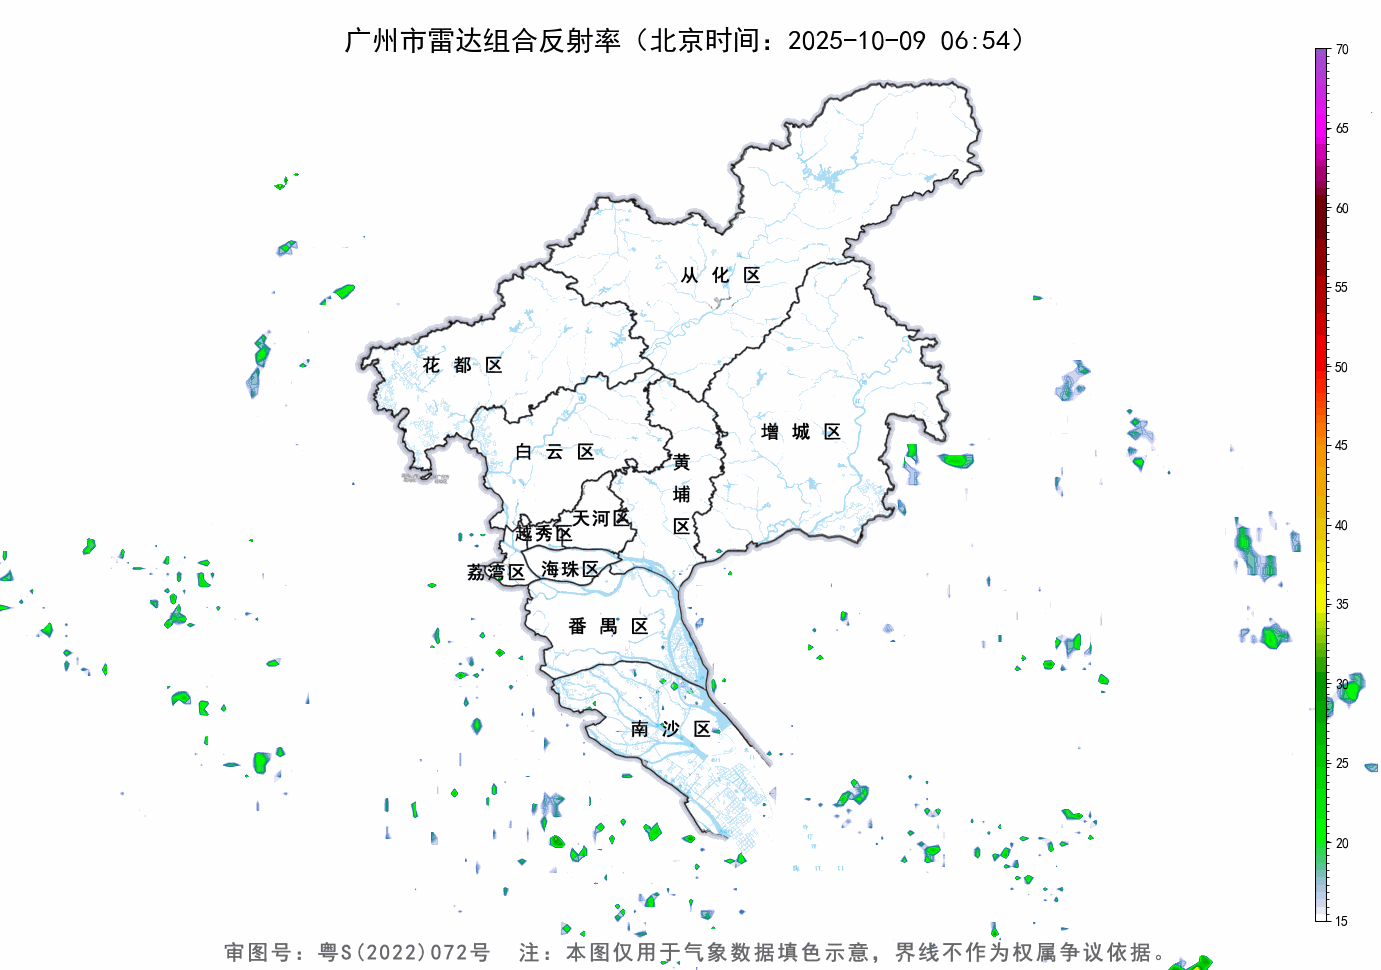 广州市雷达组合反射率（北京时间：2025-10-09 06:54）
70
65
60
55
50
45
40
35
30
25
20
15
从化区
花都区
增城区
白云区
黄埔区
天河区
越秀区
荔湾区
海珠区
番禺区
南沙区
审图号：粤S(2022)072号 注：本图仅用于气象数据填色示意，界线不作为权属争议依据。